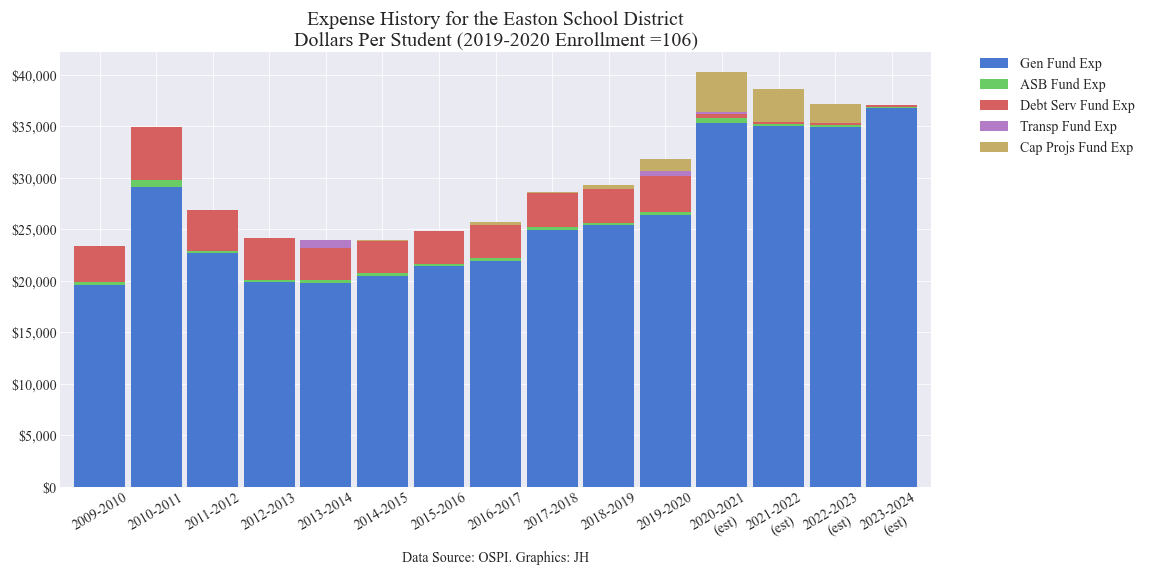 Expense History for the Easton School District
Dollars Per Student (2019-2020 Enrollment =106)
$40,000
$35,000
$30,000
$25,000
$20,000
$15,000
$10,000
$5,000
$0
Gen Fund Exp
ASB Fund Exp
Debt Serv Fund Exp
Transp Fund Exp
Cap Projs Fund Exp
2009-2010
2010-2011
2011-2012
2012-2013
2013-2014
2014-2015
2015-2016
2016-2017
2017-2018
2018-2019
2019-2020
2020-2021
(est)
2021-2022
(est)
2022-2023
(est)
2023-2024
(est)
Data Source: OSPI. Graphics: JH